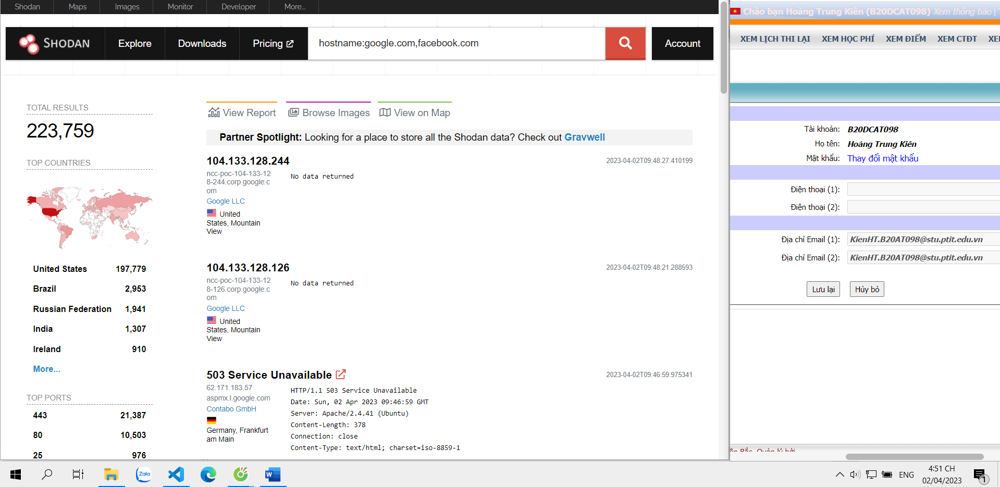 Shodan
Maps
Images
Monitor
Developer
More...
SHODAN
Explore
Downloads
Pricing
hostname:google.com,facebook.com
Account
TOTAL RESULTS
223,759
TOP COUNTRIES
United States 197,779
Brazil 2,953
Russian Federation 1,941
India 1,307
Ireland 910
More...
TOP PORTS
443 21,387
80 10,503
25 976
View Report
Browse Images
View on Map
Partner Spotlight: Looking for a place to store all the Shodan data? Check out Gravwell
104.133.128.244
2023-04-02T09:48:27.410199
ncc-poc-104-133-12
8-244.corp.google.c
om
Google LLC
United
States, Mountain
View
No data returned
104.133.128.126
2023-04-02T09:48:21.288593
ncc-poc-104-133-12
8-126.corp.google.c
om
Google LLC
United
States, Mountain
View
No data returned
503 Service Unavailable
2023-04-02T09:46:59.975341
62.171.183.57
aspmx.l.google.com
Contabo GmbH
Germany, Frankfurt
am Main
HTTP/1.1 503 Service Unavailable
Date: Sun, 02 Apr 2023 09:46:59 GMT
Server: Apache/2.4.41 (Ubuntu)
Content-Length: 378
Connection: close
Content-Type: text/html; charset=iso-8859-1
Chào bạn Hoàng Trung Kiên (B20DCAT098) Xem thông báo |
XEM LỊCH THI LẠI
XEM HỌC PHÍ
XEM ĐIỂM
XEM CTĐT
XE
Tài khoản: B20DCAT098
Họ tên: Hoàng Trung Kiên
Mật khẩu: Thay đổi mật khẩu
Điện thoại (1):
Điện thoại (2):
Địa chỉ Email (1): KienHT.B20AT098@stu.ptit.edu.vn
Địa chỉ Email (2): KienHT.B20AT098@stu.ptit.edu.vn
Lưu lại
Hủy bỏ
Zalo
W
ENG
4:51 CH
02/04/2023
1